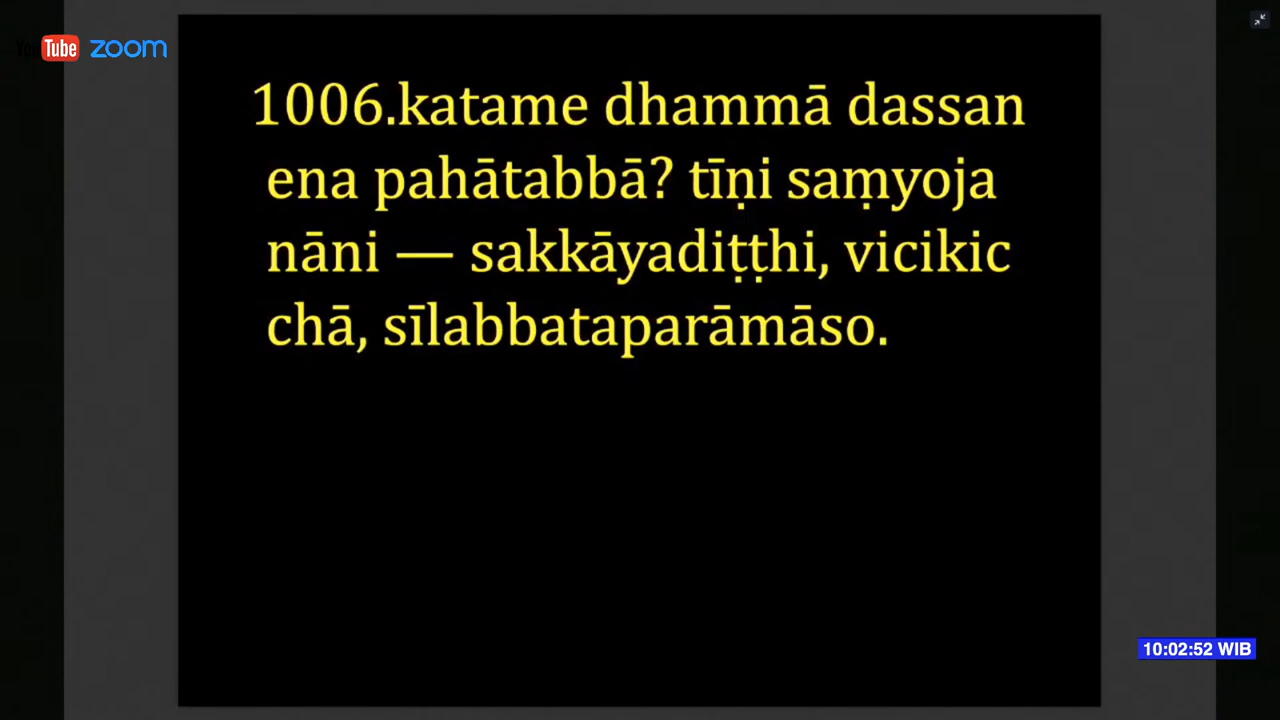 YouTube zoom
1006.katame dhammā dassan
ena pahātabbā? tīṇi saṃyoja
nāni — sakkāyadiṭṭhi, vicikic
chā, sīlabbataparāmāso.
10:02:52 WIB